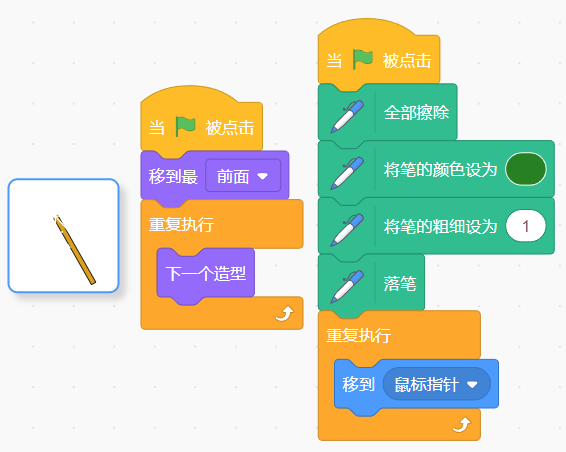 当 被点击
移到最 前面
重复执行
下一个造型
当 被点击
全部擦除
将笔的颜色设为
将笔的粗细设为 1
落笔
重复执行
移到 鼠标指针